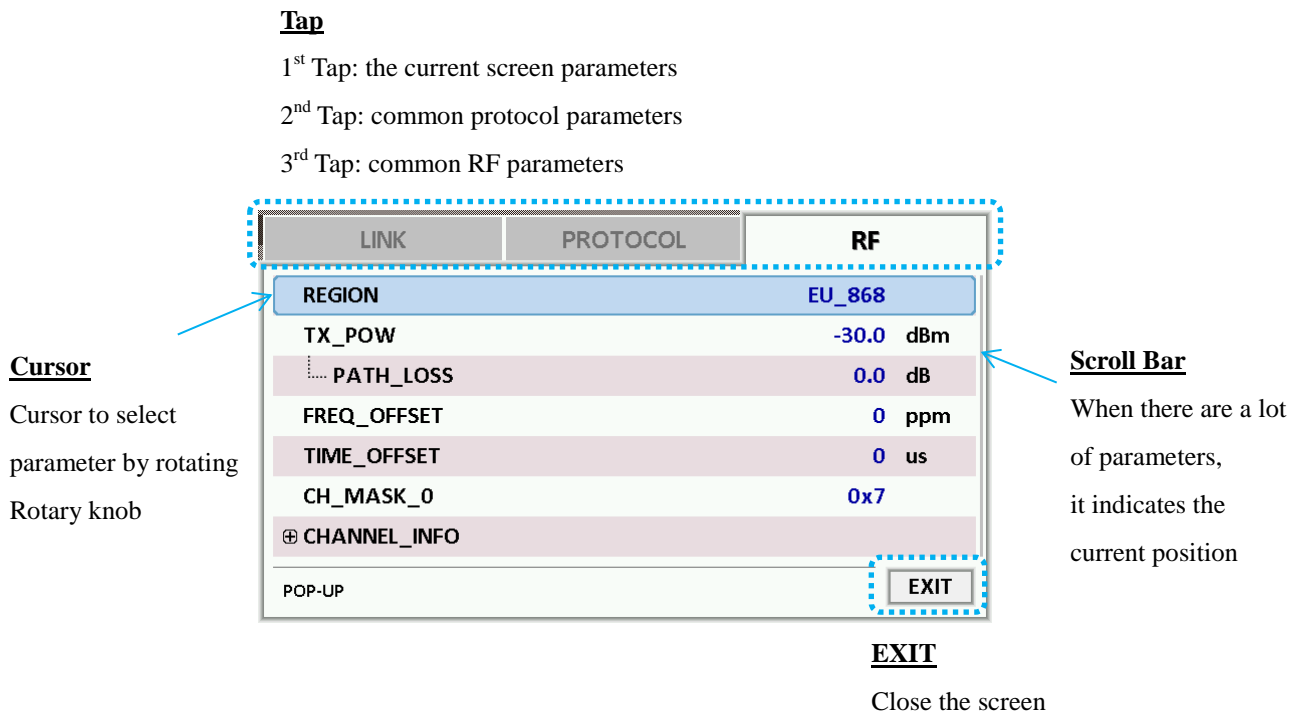 Tap
1st Tap: the current screen parameters
2nd Tap: common protocol parameters
3rd Tap: common RF parameters
LINK PROTOCOL RF
REGION EU_868
TX_POW -30.0 dBm
PATH_LOSS 0.0 dB
FREQ_OFFSET 0 ppm
TIME_OFFSET 0 us
CH_MASK_0 0x7
CHANNEL_INFO
POP-UP EXIT
Cursor
Cursor to select
parameter by rotating
Rotary knob
Scroll Bar
When there are a lot
of parameters,
it indicates the
current position
EXIT
Close the screen